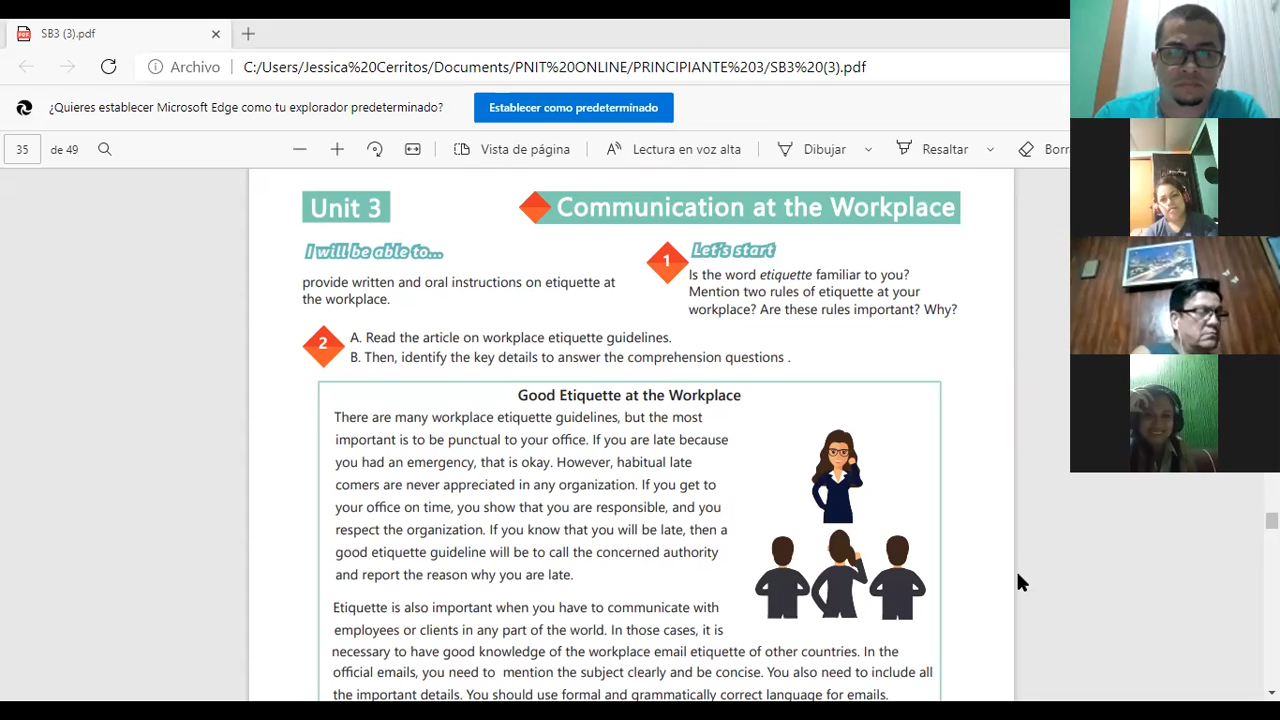 SB3 (3).pdf
Archivo
C:/Users/Jessica%20Cerritos/Documents/PNIT%20ONLINE/PRINCIPIANTE%203/SB3%20(3).pdf
¿Quieres establecer Microsoft Edge como tu explorador predeterminado?
Establecer como predeterminado
35
de 49
Vista de página
Lectura en voz alta
Dibujar
Resaltar
Borr
Unit 3
Communication at the Workplace
I will be able to...
provide written and oral instructions on etiquette at
the workplace.
1
Let's start
Is the word etiquette familiar to you?
Mention two rules of etiquette at your
workplace? Are these rules important? Why?
2
A. Read the article on workplace etiquette guidelines.
B. Then, identify the key details to answer the comprehension questions .
Good Etiquette at the Workplace
There are many workplace etiquette guidelines, but the most
important is to be punctual to your office. If you are late because
you had an emergency, that is okay. However, habitual late
comers are never appreciated in any organization. If you get to
your office on time, you show that you are responsible, and you
respect the organization. If you know that you will be late, then a
good etiquette guideline will be to call the concerned authority
and report the reason why you are late.
Etiquette is also important when you have to communicate with
employees or clients in any part of the world. In those cases, it is
necessary to have good knowledge of the workplace email etiquette of other countries. In the
official emails, you need to mention the subject clearly and be concise. You also need to include all
the important details. You should use formal and grammatically correct language for emails.